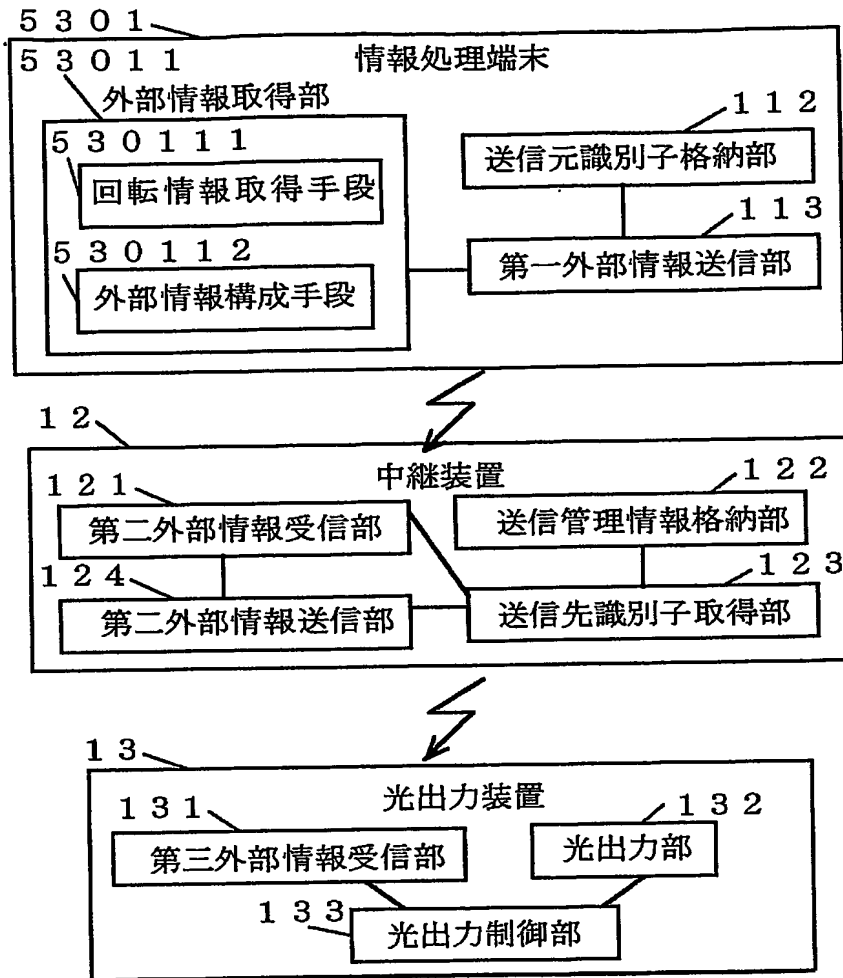 5301
情報処理端末
53011
外部情報取得部
530111
回転情報取得手段
530112
外部情報構成手段
112
送信元識別子格納部
113
第一外部情報送信部
12
中継装置
121
第二外部情報受信部
122
送信管理情報格納部
124
第二外部情報送信部
123
送信先識別子取得部
13
光出力装置
131
第三外部情報受信部
132
光出力部
133
光出力制御部